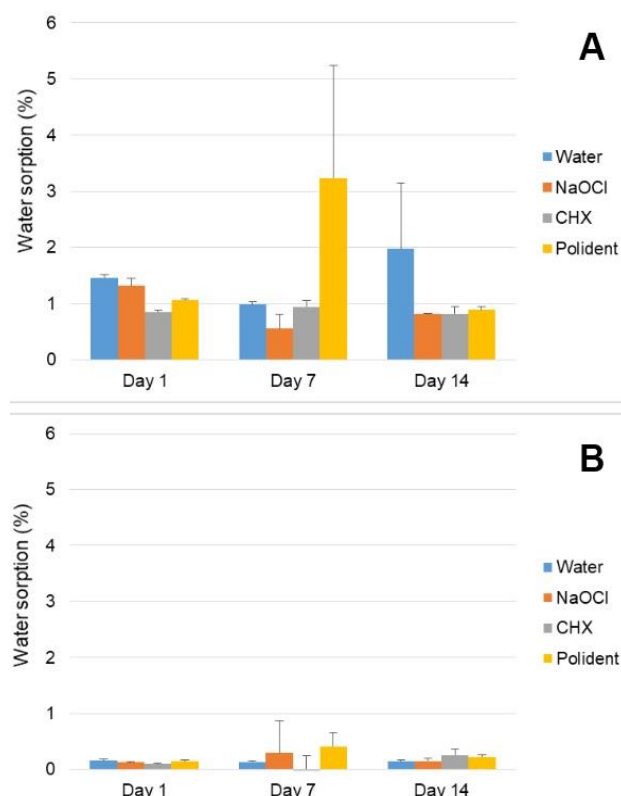 A
Water sorption (%)
6
5
4
3
2
1
0
Day 1
Day 7
Day 14
Water
NaOCl
CHX
Polident
B
Water sorption (%)
6
5
4
3
2
1
0
Day 1
Day 7
Day 14
Water
NaOCl
CHX
Polident